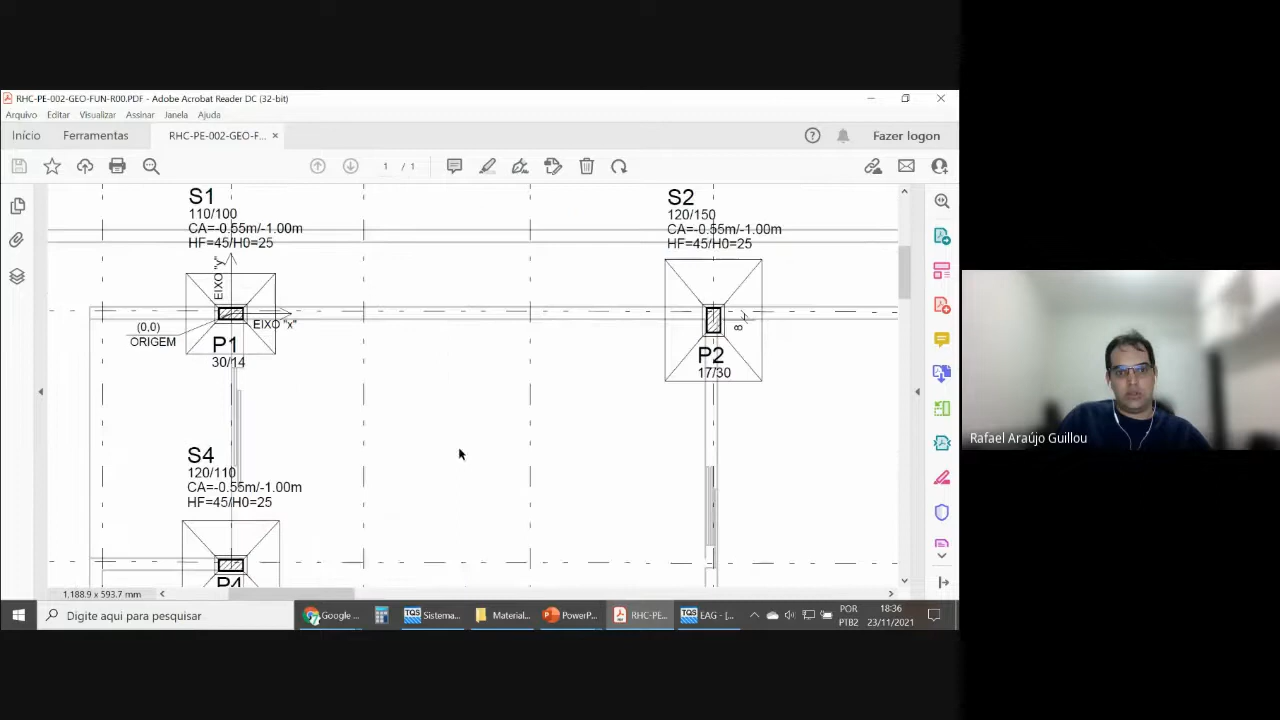 RHC-PE-002-GEO-FUN-R00.PDF - Adobe Acrobat Reader DC (32-bit)
Arquivo Editar Visualizar Assinar Janela Ajuda
Início Ferramentas RHC-PE-002-GEO-F... × Fazer logon
1 / 1
S1
110/100
CA=-0.55m/-1.00m
HF=45/H0=25
S2
120/150
CA=-0.55m/-1.00m
HF=45/H0=25
EIXO "y"
EIXO "x"
(0,0)
ORIGEM
P1
30/14
8
P2
17/30
S4
120/110
CA=-0.55m/-1.00m
HF=45/H0=25
P4
Rafael Araújo Guillou
1.188.9 x 593.7 mm
Digite aqui para pesquisar
Google ...
TQS Sistema...
Material...
PowerP...
RHC-PE...
TQS EAG - [...
POR
PTB2
18:36
23/11/2021